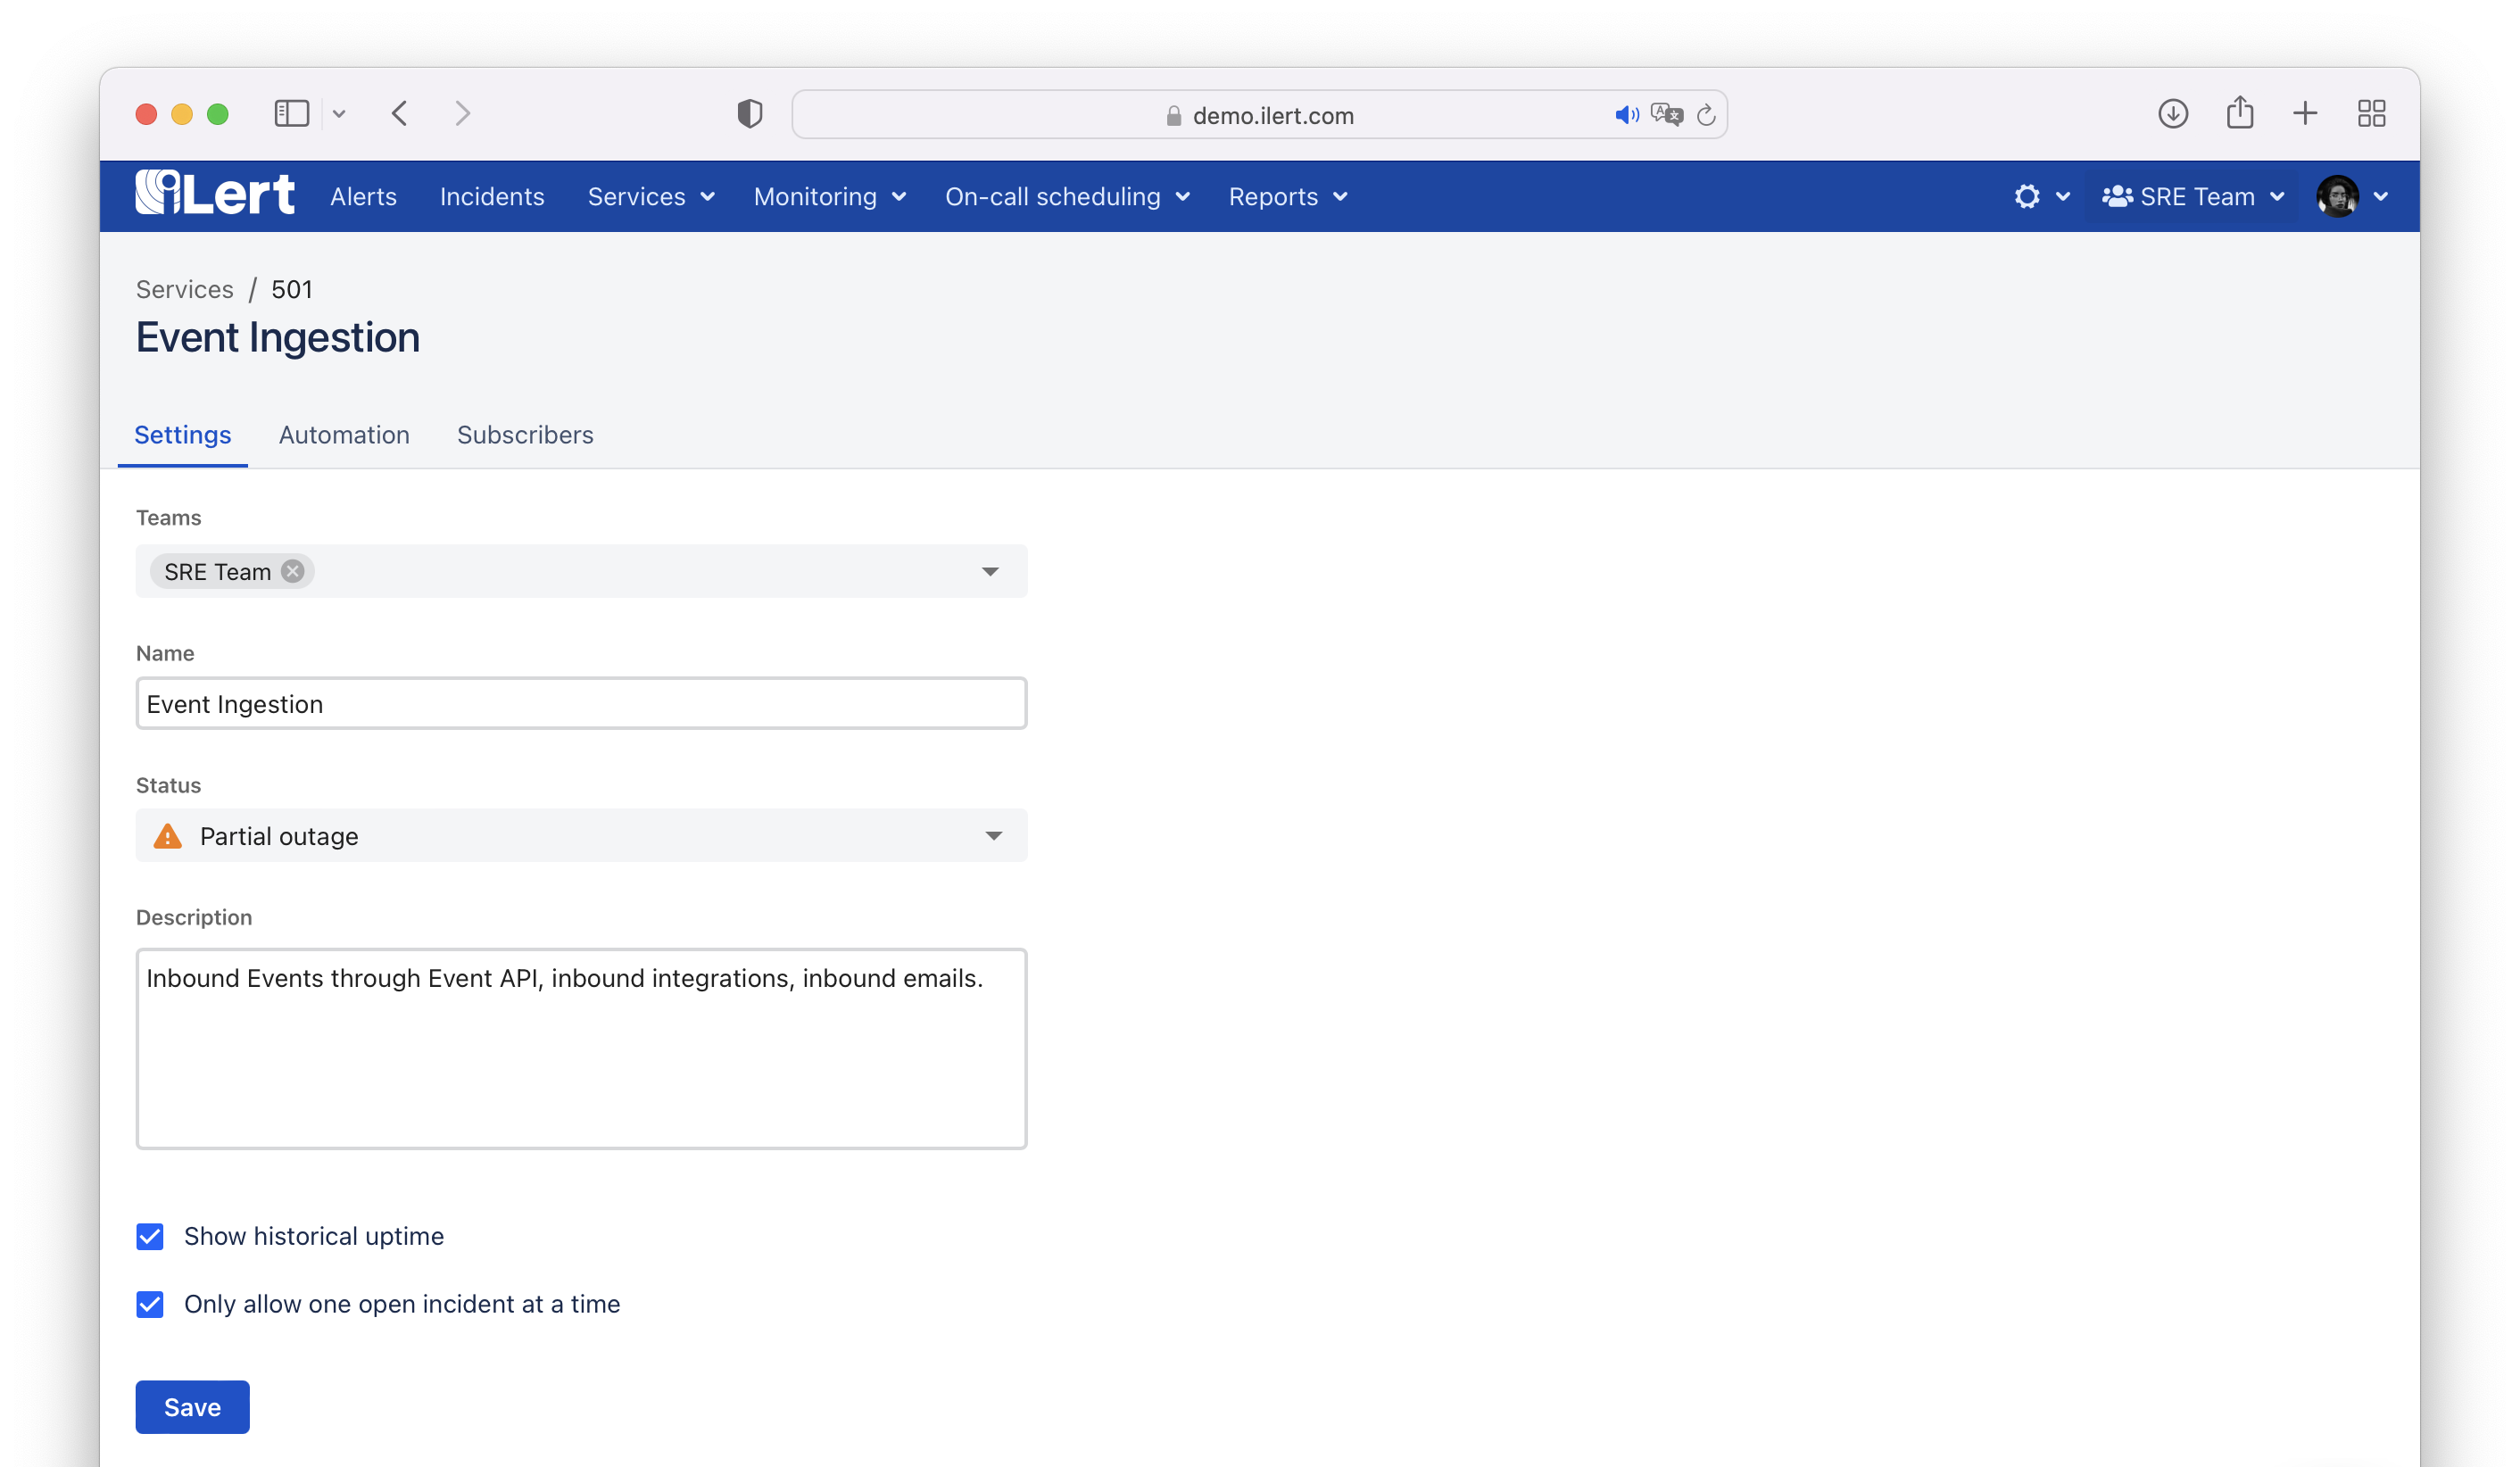 demo.ilert.com
iLert Alerts Incidents Services Monitoring On-call scheduling Reports SRE Team
Services / 501
Event Ingestion
Settings Automation Subscribers
Teams
SRE Team
Name
Event Ingestion
Status
Partial outage
Description
Inbound Events through Event API, inbound integrations, inbound emails.
Show historical uptime
Only allow one open incident at a time
Save